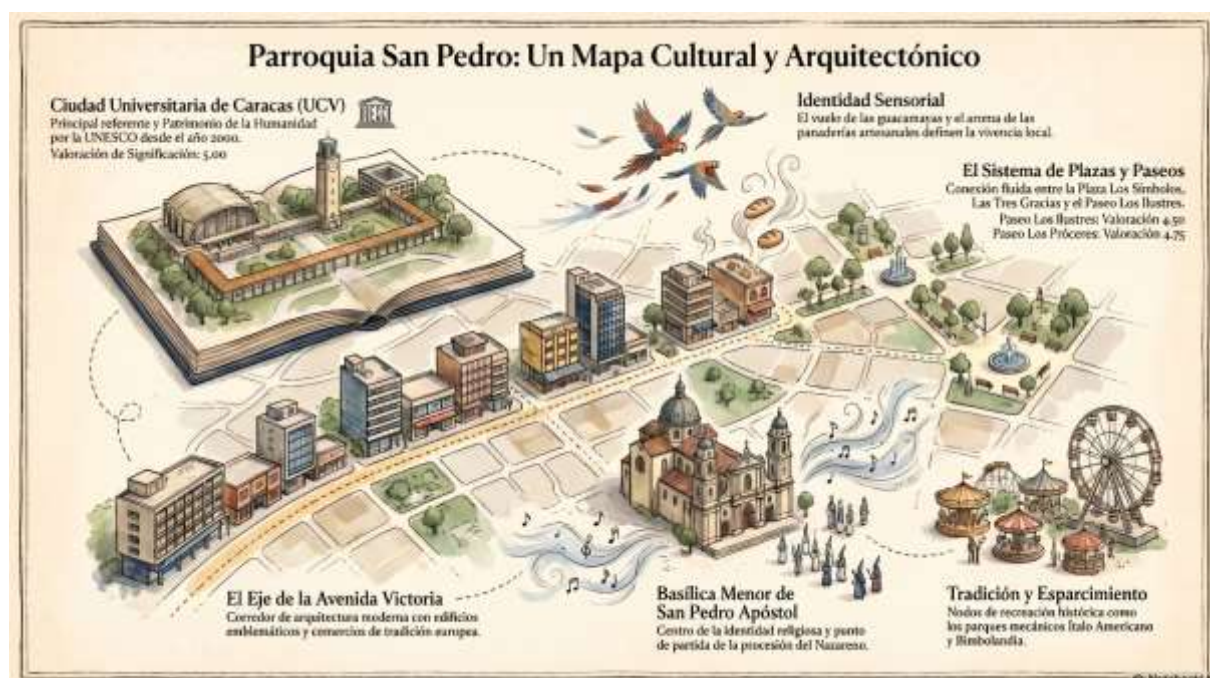 Parroquia San Pedro: Un Mapa Cultural y Arquitectónico
Ciudad Universitaria de Caracas (UCV)
Principal referente y Patrimonio de la Humanidad
por la UNESCO desde el año 2000.
Valoración de Significación: 5,00
Identidad Sensorial
El vuelo de las guacamayas y el aroma de las
panaderías artesanales definen la vivencia local.
El Sistema de Plazas y Paseos
Conexión fluida entre la Plaza Los Símbolos,
Las Tres Gracias y el Paseo Los Ilustres.
Paseo Los Ilustres: Valoración 4,50
Paseo Los Próceres: Valoración 4,75
El Eje de la Avenida Victoria
Corredor de arquitectura moderna con edificios
emblemáticos y comercios de tradición europea.
Basílica Menor de
San Pedro Apóstol
Centro de la identidad religiosa y punto
de partida de la procesión del Nazareno.
Tradición y Esparcimiento
Nodos de recreación histórica como
los parques mecánicos Ítalo Americano
y Bimbolandia.